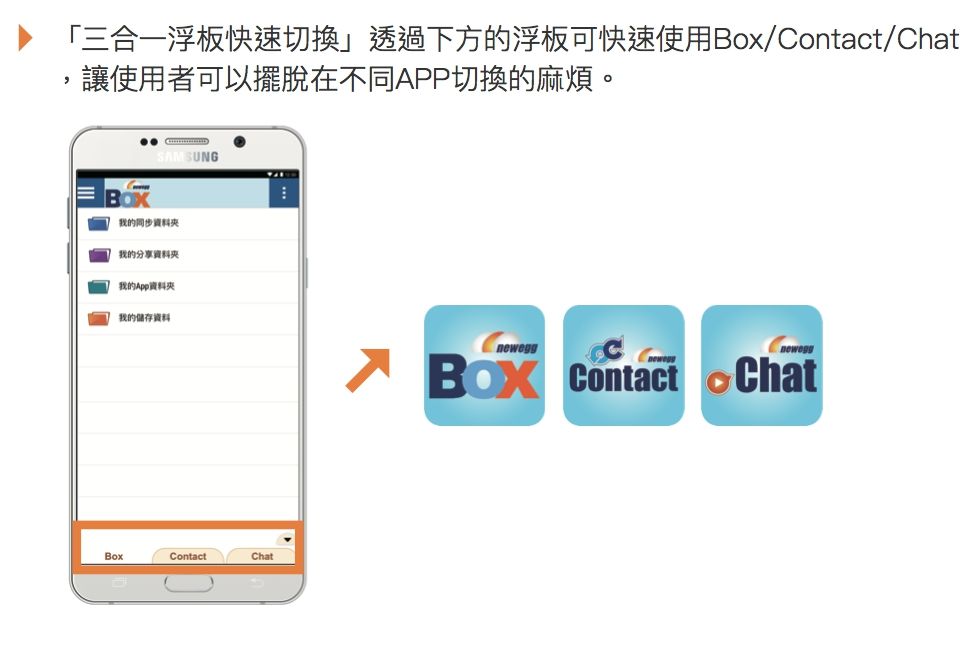 「三合一浮板快速切換」透過下方的浮板可快速使用Box/Contact/Chat
，讓使用者可以擺脫在不同APP切換的麻煩。
SAMSUNG
newegg
BOX
我的同步資料夾
我的分享資料夾
我的App資料夾
我的儲存資料
newegg
Box
newegg
Contact
newegg
Chat
Box Contact Chat